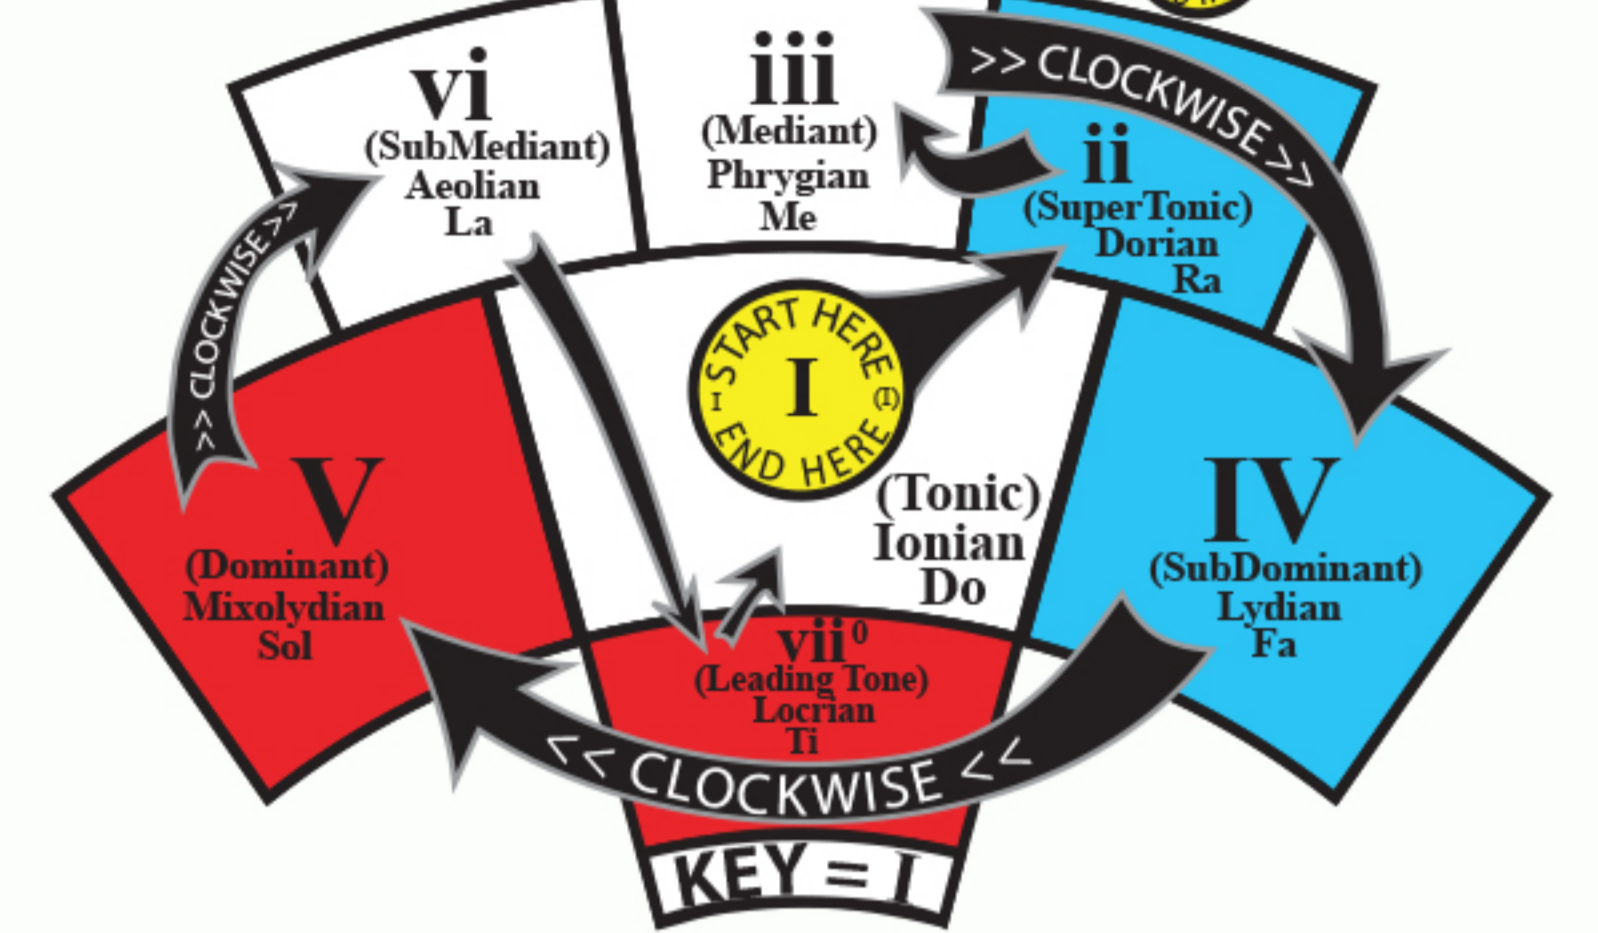 vi
(SubMediant)
Aeolian
La
iii
(Mediant)
Phrygian
Me
>> CLOCKWISE >>
ii
(SuperTonic)
Dorian
Ra
>> CLOCKWISE >>
START HERE
I
I
(I)
END HERE
(Tonic)
Ionian
Do
V
(Dominant)
Mixolydian
Sol
IV
(SubDominant)
Lydian
Fa
vii⁰
(Leading Tone)
Locrian
Ti
<< CLOCKWISE <<
KEY = I